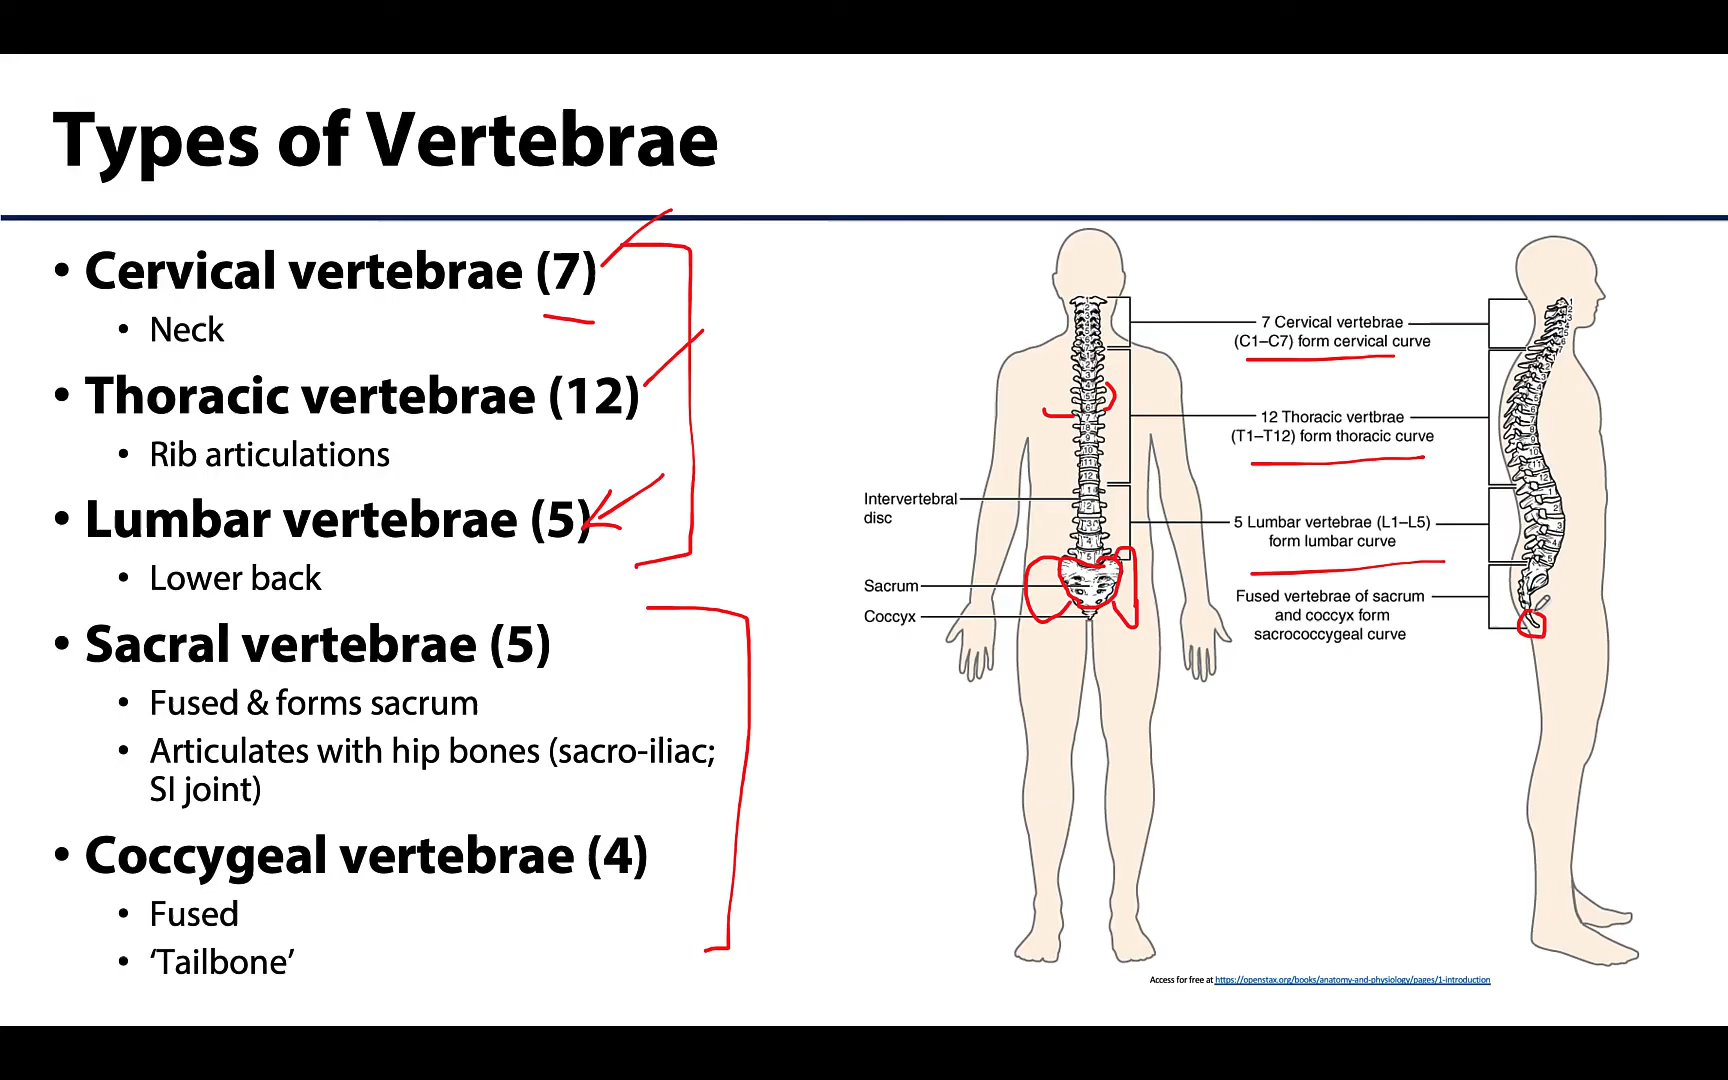 Types of Vertebrae
• Cervical vertebrae (7)
• Neck
• Thoracic vertebrae (12)
• Rib articulations
• Lumbar vertebrae (5)
• Lower back
• Sacral vertebrae (5)
• Fused & forms sacrum
• Articulates with hip bones (sacro-iliac;
SI joint)
• Coccygeal vertebrae (4)
• Fused
• ‘Tailbone’
7 Cervical vertebrae
(C1–C7) form cervical curve
12 Thoracic vertbrae
(T1–T12) form thoracic curve
Intervertebral
disc
5 Lumbar vertebrae (L1–L5)
form lumbar curve
Sacrum
Coccyx
Fused vertebrae of sacrum
and coccyx form
sacrococcygeal curve
Access for free at https://openstax.org/books/anatomy-and-physiology/pages/1-introduction